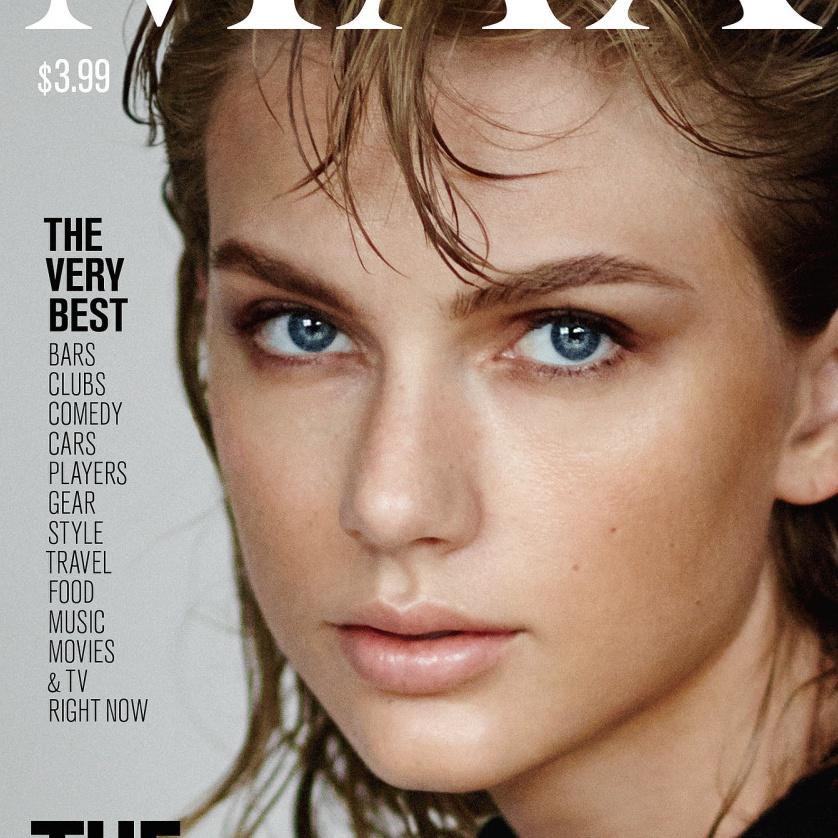 $3.99
THE
VERY
BEST
BARS
CLUBS
COMEDY
CARS
PLAYERS
GEAR
STYLE
TRAVEL
FOOD
MUSIC
MOVIES
& TV
RIGHT NOW
THE